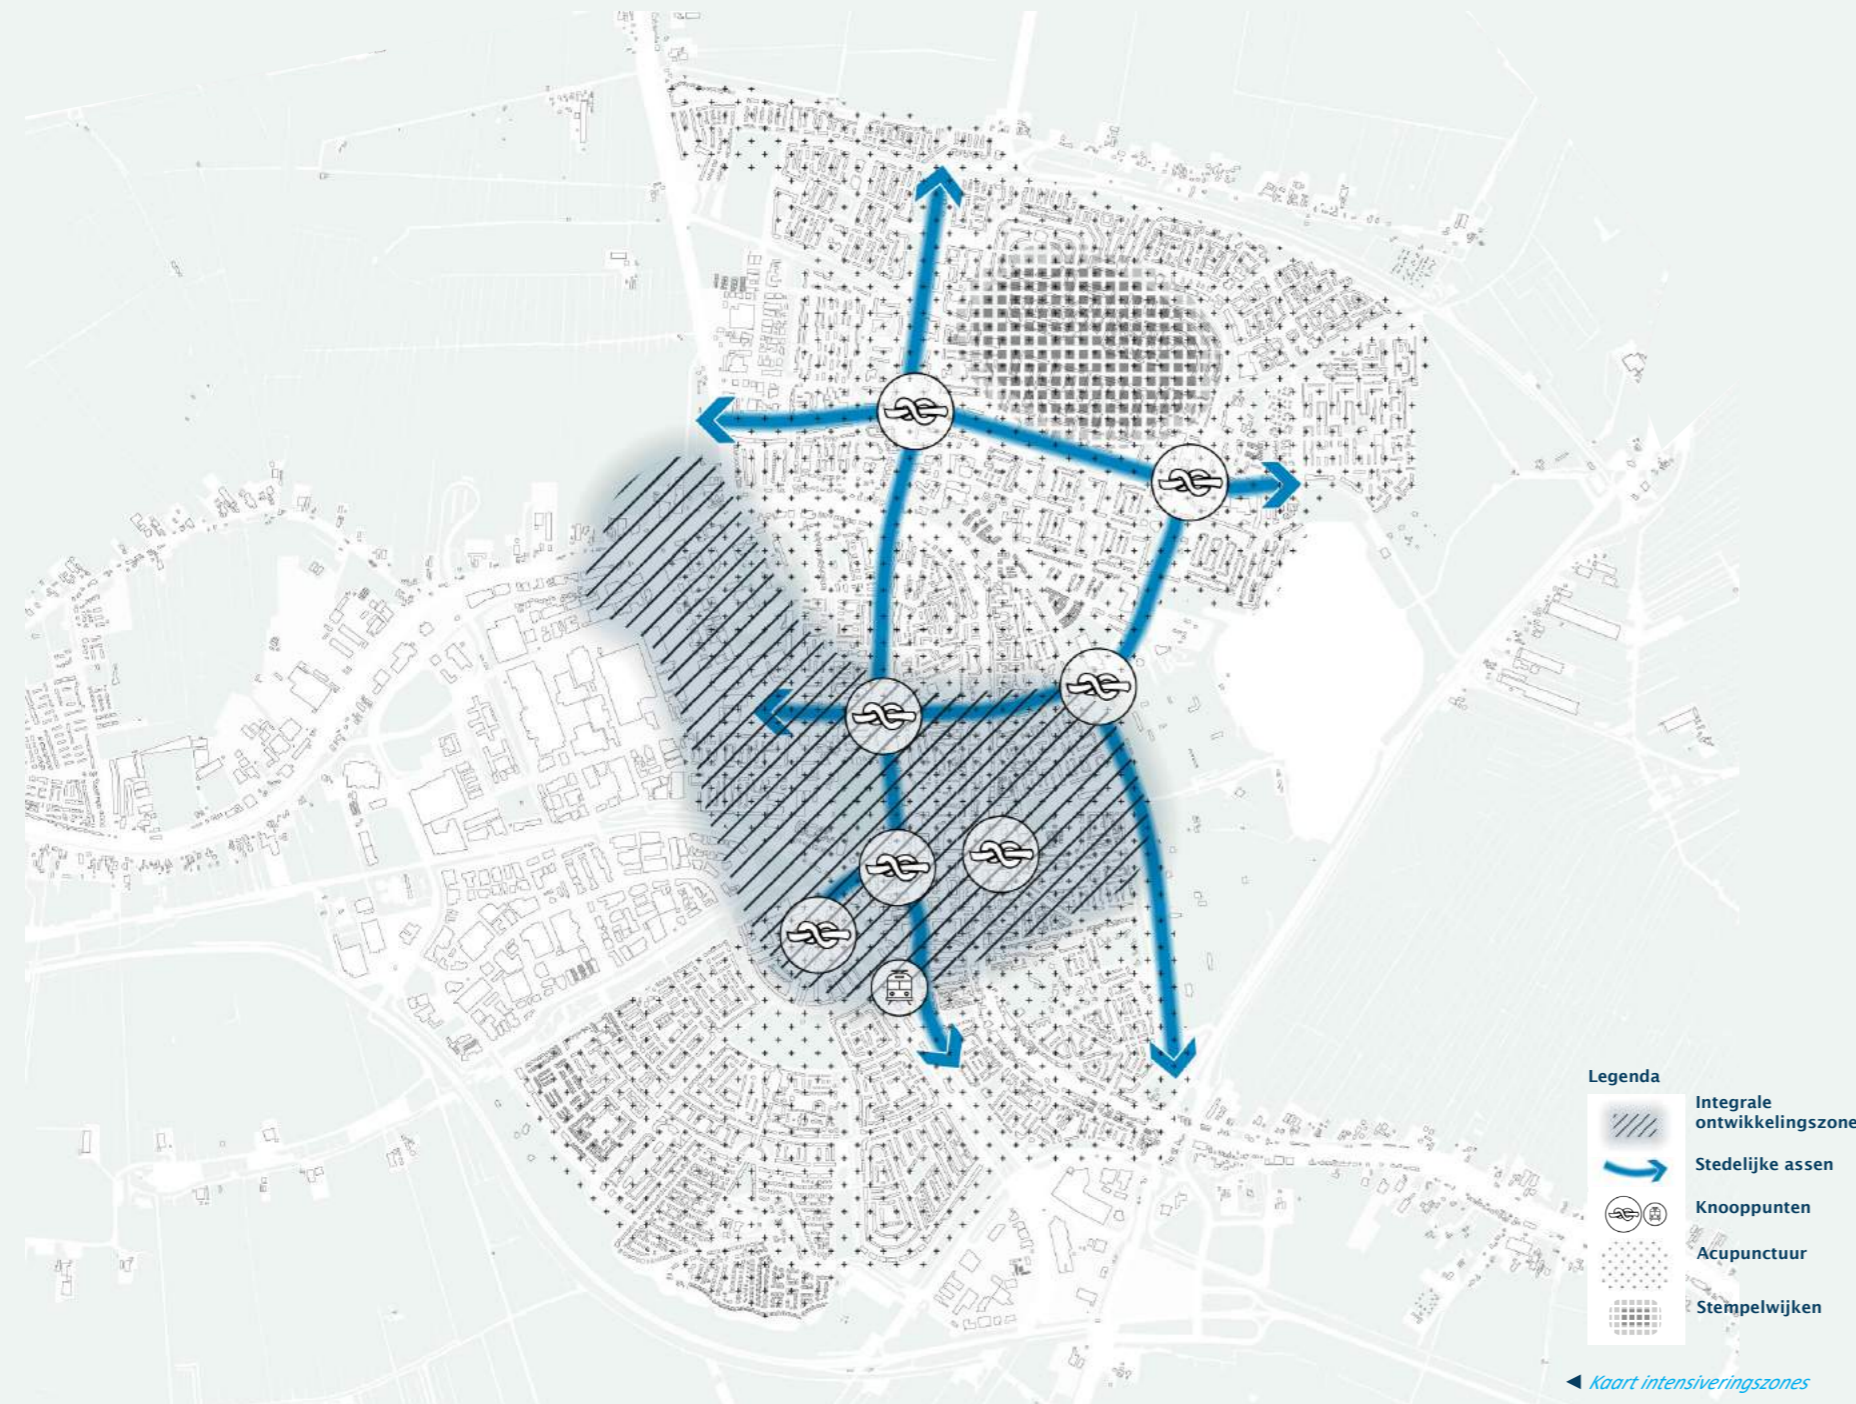 Legenda
Integrale
ontwikkelingszone
Stedelijke assen
Knooppunten
Acupunctuur
Stempelwijken
◄ Kaart intensiveringszones